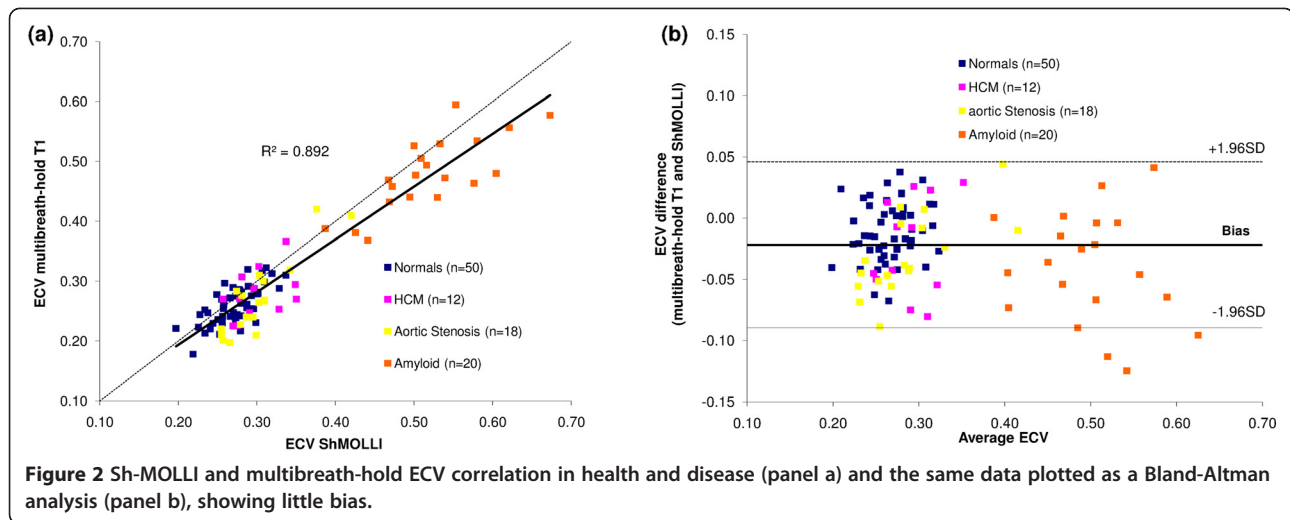 (a)
0.70
0.60
0.50
0.40
0.30
0.20
0.10
ECV multibreath-hold T1
R² = 0.892
Normals (n=50)
HCM (n=12)
Aortic Stenosis (n=18)
Amyloid (n=20)
0.10 0.20 0.30 0.40 0.50 0.60 0.70
ECV ShMOLLI
(b)
0.15
0.10
0.05
0.00
-0.05
-0.10
-0.15
ECV difference
(multibreath-hold T1 and ShMOLLI)
Normals (n=50)
HCM (n=12)
aortic Stenosis (n=18)
Amyloid (n=20)
+1.96SD
Bias
-1.96SD
0.10 0.20 0.30 0.40 0.50 0.60 0.70
Average ECV
Figure 2 Sh-MOLLI and multibreath-hold ECV correlation in health and disease (panel a) and the same data plotted as a Bland-Altman
analysis (panel b), showing little bias.